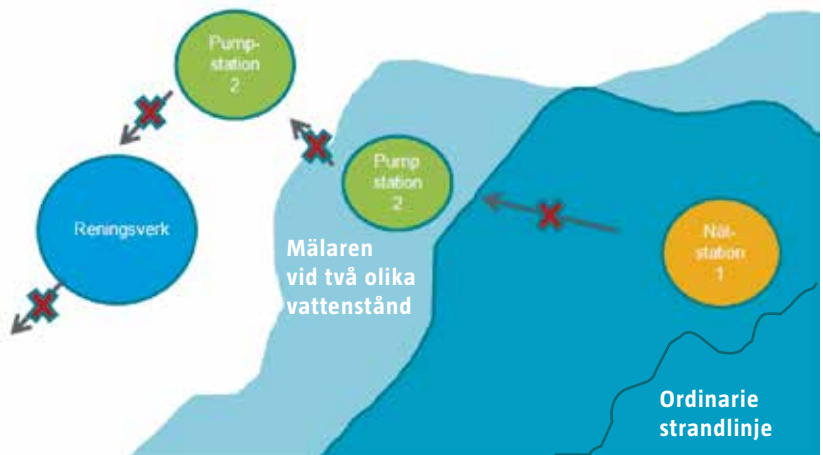 Pump-
station
2
Pump
station
2
Reningsverk
Nät-
station
1
Mälaren
vid två olika
vattenstånd
Ordinarie
strandlinje